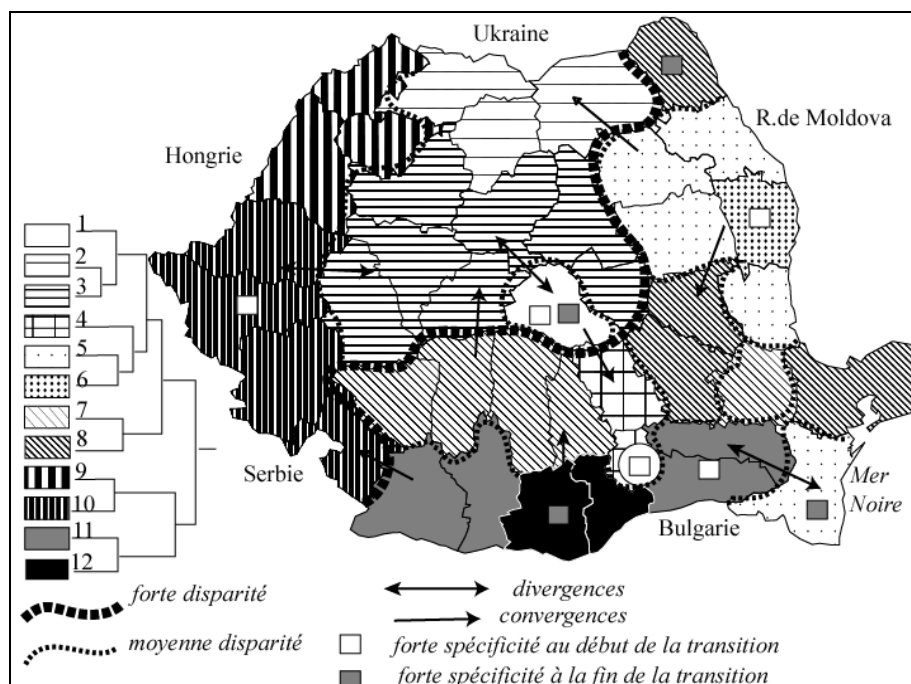 Ukraine
R.de Moldova
Hongrie
1
2
3
4
5
6
7
8
9
10
11
12
Serbie
Mer
Noire
Bulgarie
forte disparité
moyenne disparité
divergences
convergences
forte spécificité au début de la transition
forte spécificité à la fin de la transition